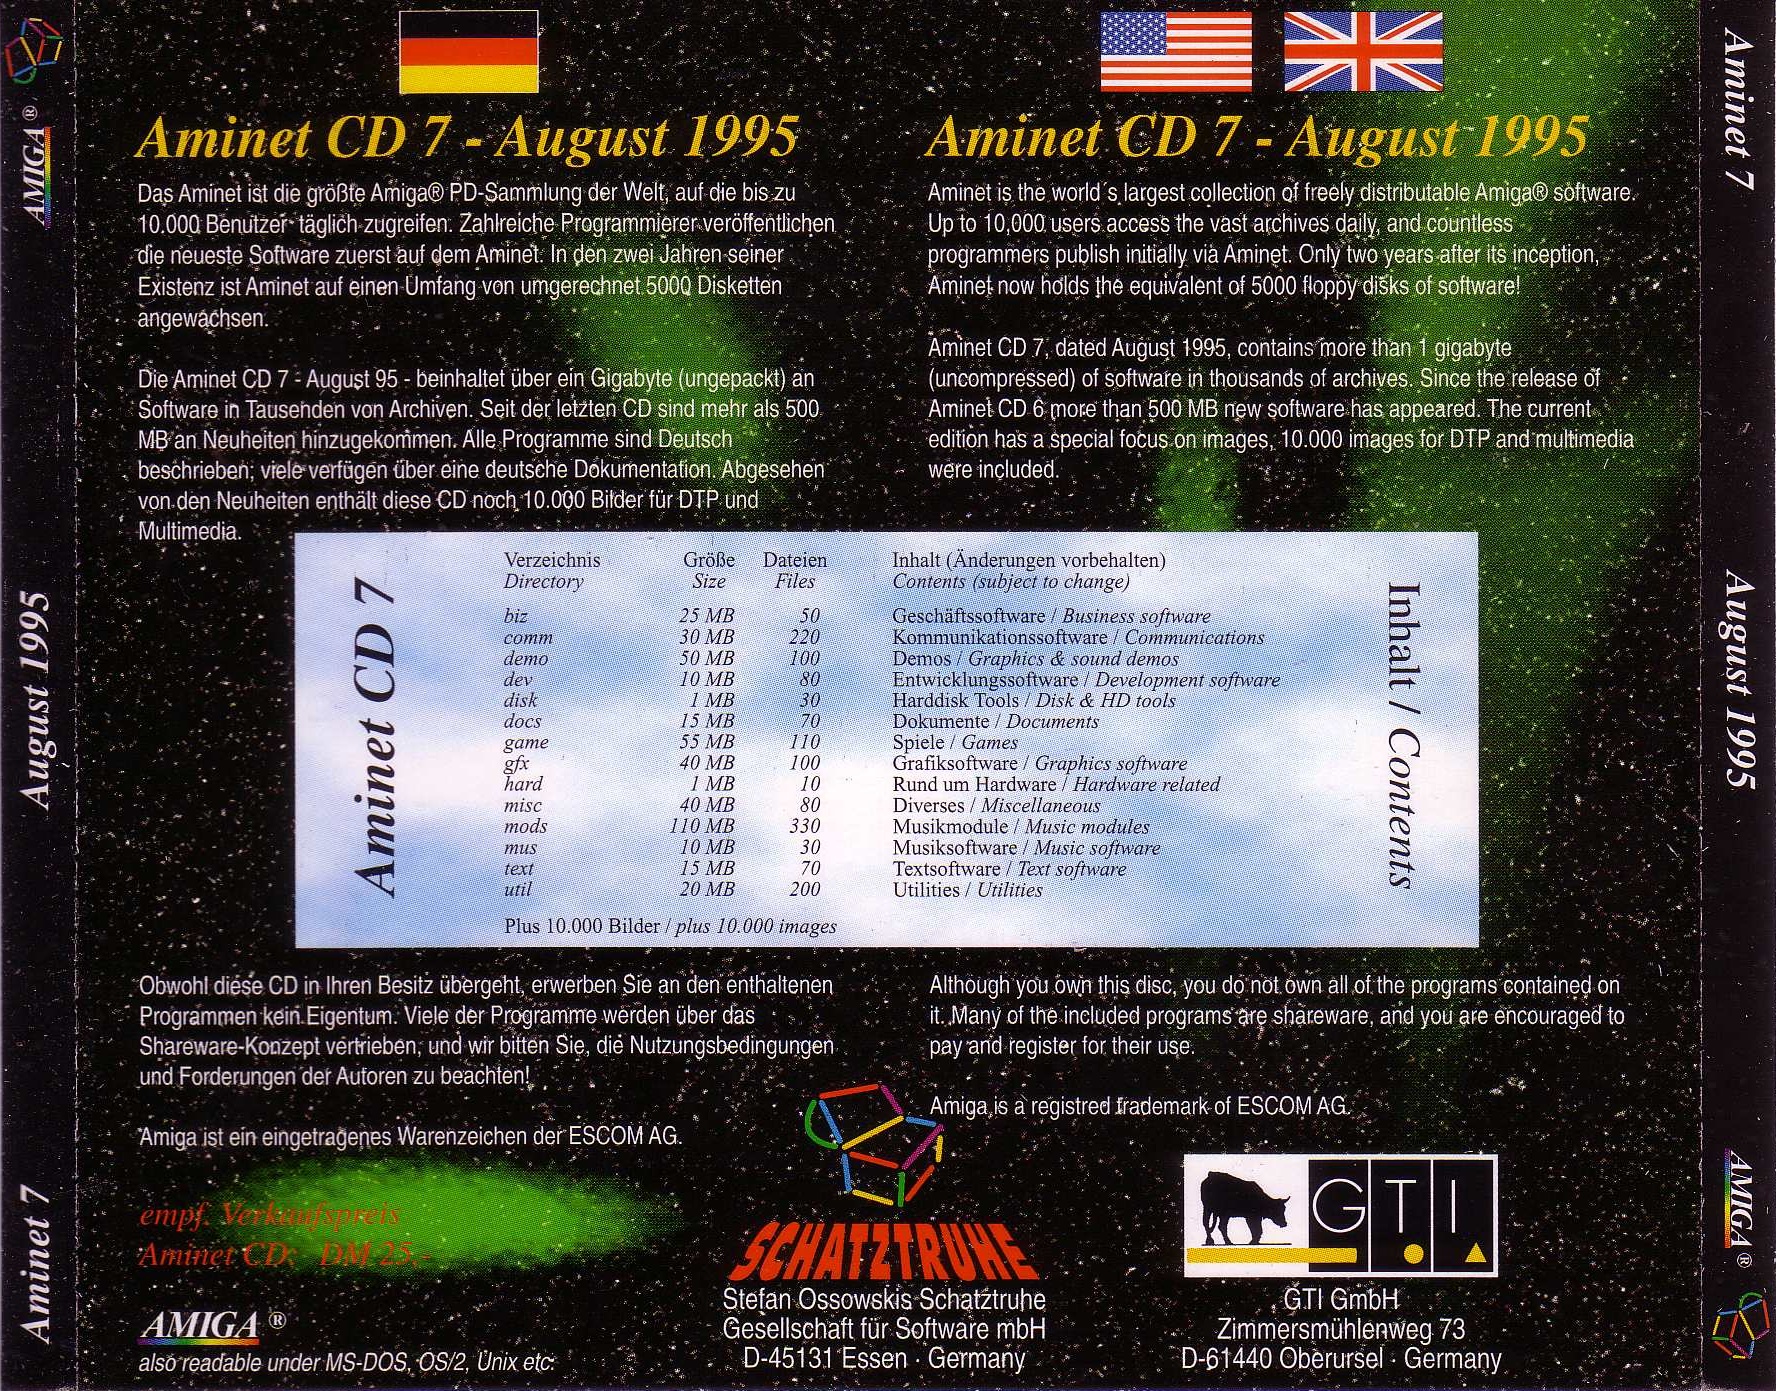 Aminet CD 7 - August 1995
Das Aminet ist die größte Amiga® PD-Sammlung der Welt, auf die bis zu
10.000 Benutzer täglich zugreifen. Zahlreiche Programmierer veröffentlichen
die neueste Software zuerst auf dem Aminet. In den zwei Jahren seiner
Existenz ist Aminet auf einen Umfang von umgerechnet 5000 Disketten
angewachsen.
Die Aminet CD 7 - August 95 - beinhaltet über ein Gigabyte (ungepackt) an
Software in Tausenden von Archiven. Seit der letzten CD sind mehr als 500
MB an Neuheiten hinzugekommen. Alle Programme sind Deutsch
beschrieben; viele verfügen über eine deutsche Dokumentation. Abgesehen
von den Neuheiten enthält diese CD noch 10.000 Bilder für DTP und
Multimedia.
Aminet CD 7 - August 1995
Aminet is the world´s largest collection of freely distributable Amiga® software.
Up to 10,000 users access the vast archives daily, and countless
programmers publish initially via Aminet. Only two years after its inception,
Aminet now holds the equivalent of 5000 floppy disks of software!
Aminet CD 7, dated August 1995, contains more than 1 gigabyte
(uncompressed) of software in thousands of archives. Since the release of
Aminet CD 6 more than 500 MB new software has appeared. The current
edition has a special focus on images, 10.000 images for DTP and multimedia
were included.
Aminet CD 7
Verzeichnis Größe Dateien Inhalt (Änderungen vorbehalten)
Directory Size Files Contents (subject to change)
biz 25 MB 50 Geschäftssoftware / Business software
comm 30 MB 220 Kommunikationssoftware / Communications
demo 50 MB 100 Demos / Graphics & sound demos
dev 10 MB 80 Entwicklungssoftware / Development software
disk 1 MB 30 Harddisk Tools / Disk & HD tools
docs 15 MB 70 Dokumente / Documents
game 55 MB 110 Spiele / Games
gfx 40 MB 100 Grafiksoftware / Graphics software
hard 1 MB 10 Rund um Hardware / Hardware related
misc 40 MB 80 Diverses / Miscellaneous
mods 110 MB 330 Musikmodule / Music modules
mus 10 MB 30 Musiksoftware / Music software
text 15 MB 70 Textsoftware / Text software
util 20 MB 200 Utilities / Utilities
Plus 10.000 Bilder / plus 10.000 images
Inhalt / Contents
Obwohl diese CD in Ihren Besitz übergeht, erwerben Sie an den enthaltenen
Programmen kein Eigentum. Viele der Programme werden über das
Shareware-Konzept vertrieben, und wir bitten Sie, die Nutzungsbedingungen
und Forderungen der Autoren zu beachten!
Amiga ist ein eingetragenes Warenzeichen der ESCOM AG.
Although you own this disc, you do not own all of the programs contained on
it. Many of the included programs are shareware, and you are encouraged to
pay and register for their use.
Amiga is a registred trademark of ESCOM AG.
empf. Verkaufspreis
Aminet CD: DM 25,-
AMIGA ®
also readable under MS-DOS, OS/2, Unix etc.
SCHATZTRUHE
Stefan Ossowskis Schatztruhe
Gesellschaft für Software mbH
D-45131 Essen · Germany
GTI
GTI GmbH
Zimmersmühlenweg 73
D-61440 Oberursel · Germany
Aminet 7
August 1995
AMIGA®
Aminet 7
August 1995
AMIGA®